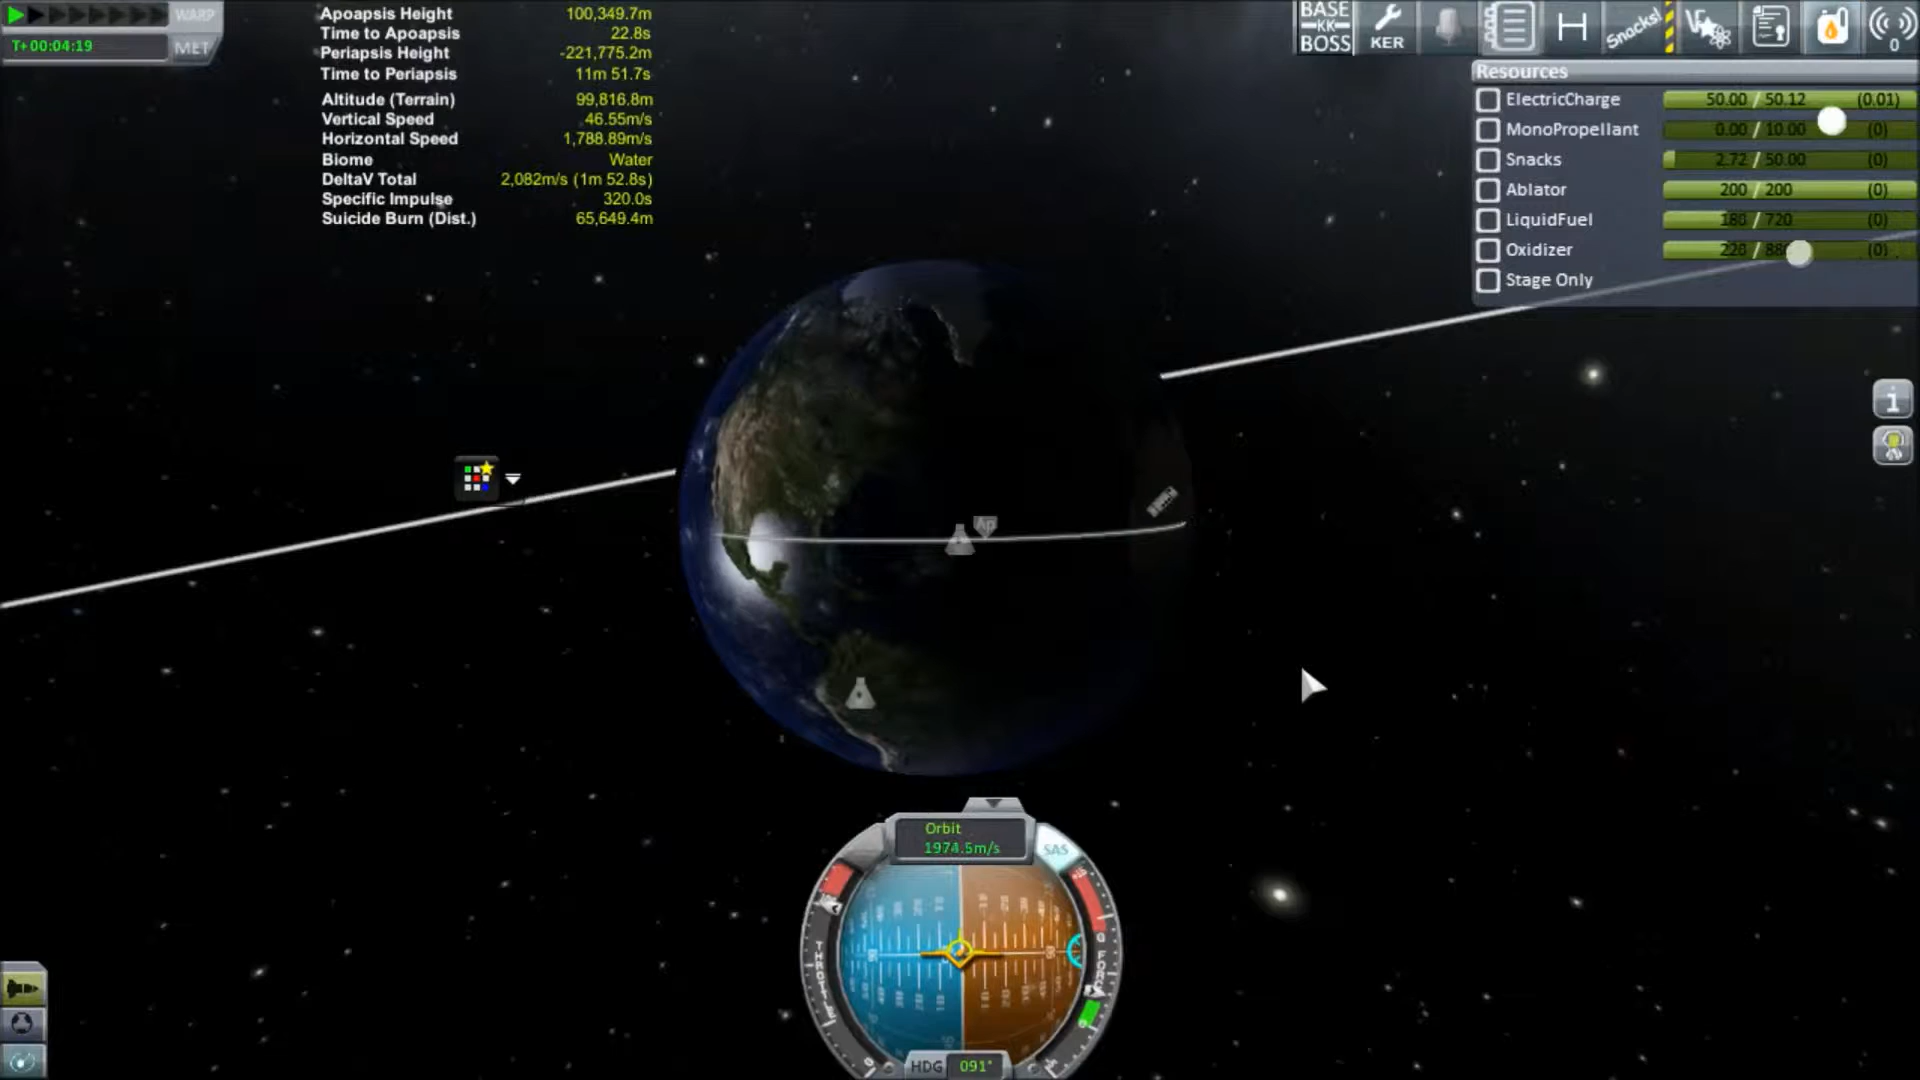 WARP
T+00:04:19
MET
Apoapsis Height 100,349.7m
Time to Apoapsis 22.8s
Periapsis Height -221,775.2m
Time to Periapsis 11m 51.7s
Altitude (Terrain) 99,816.8m
Vertical Speed 46.55m/s
Horizontal Speed 1,788.89m/s
Biome Water
DeltaV Total 2,082m/s (1m 52.8s)
Specific Impulse 320.0s
Suicide Burn (Dist.) 65,649.4m
BASE
KK
BOSS
KER
Snacks!
0
Resources
ElectricCharge 50.00 / 50.12 (0.01)
MonoPropellant 0.00 / 10.00 (0)
Snacks 2.72 / 50.00 (0)
Ablator 200 / 200 (0)
LiquidFuel 180 / 720 (0)
Oxidizer 220 / (0)
Stage Only
Ap
Orbit
1974.5m/s
SAS
THROTTLE
HDG 091°